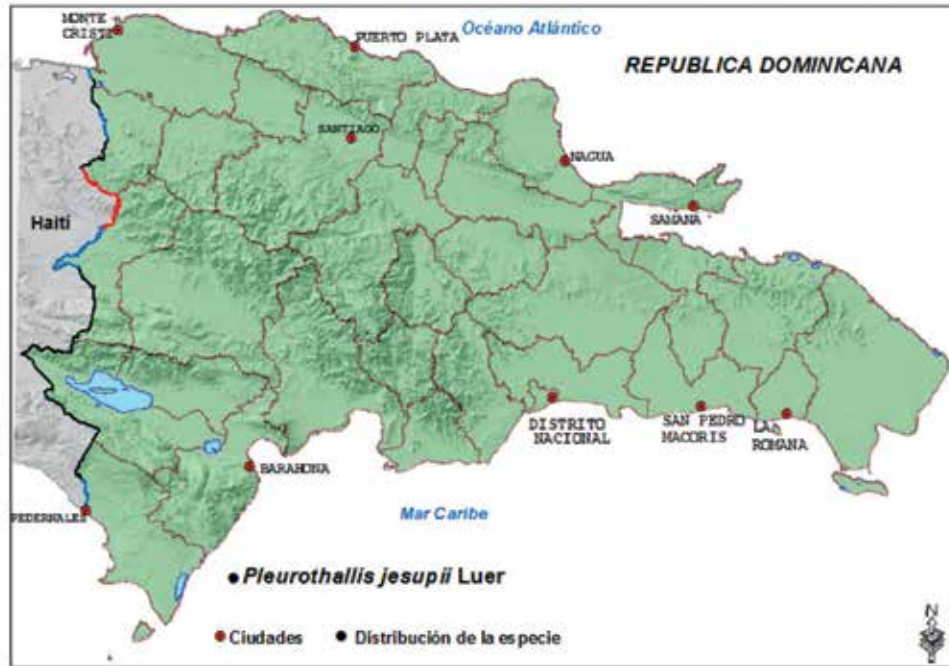 MONTE
CRISTI
PUERTO PLATA
Océano Atlántico
REPUBLICA DOMINICANA
SANTIAGO
NAGUA
SAMANA
Haití
DISTRITO
NACIONAL
SAN PEDRO
MACORIS
LA
ROMANA
BARAHONA
PEDERNALES
Mar Caribe
Pleurothallis jesupii Luer
Ciudades
Distribución de la especie
N